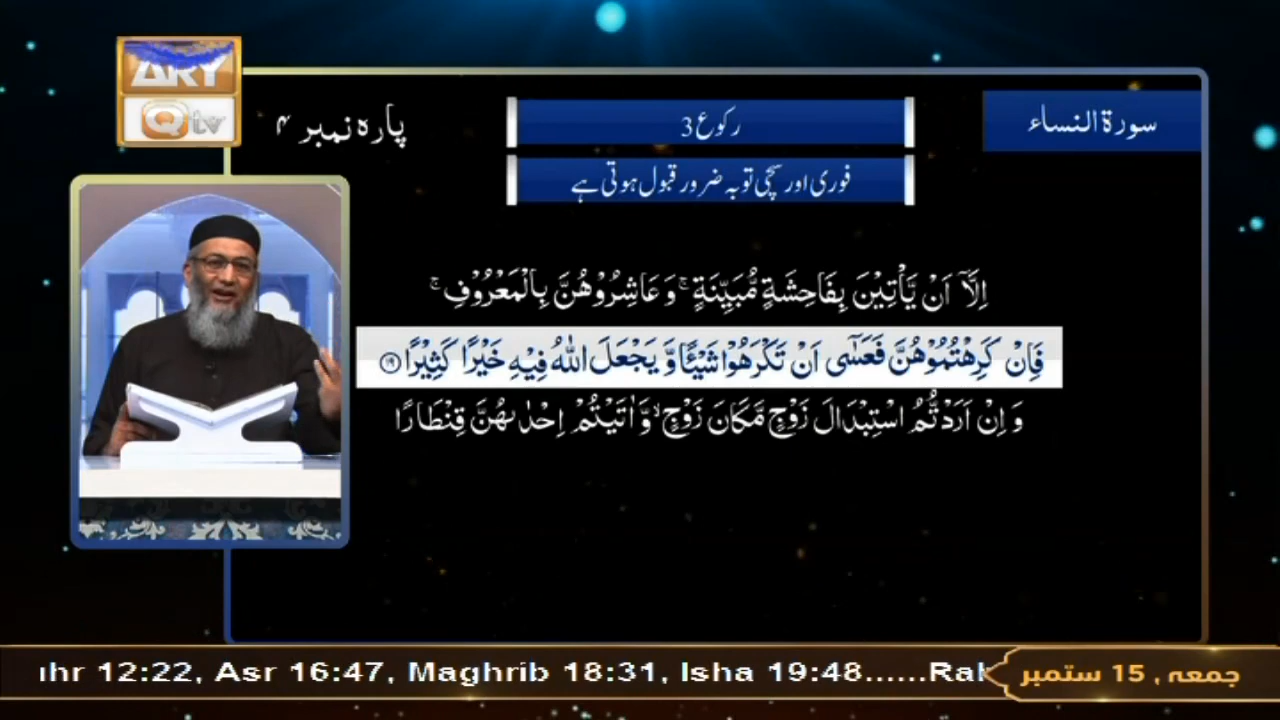 ARY
Qtv
پارہ نمبر ۴
رکوع 3
سورۃ النساء
فوری اور سچی توبہ ضرور قبول ہوتی ہے
اِلَّاۤ اَنۡ یَّاۡتِیۡنَ بِفَاحِشَۃٍ مُّبَیِّنَۃٍ ۚ وَ عَاشِرُوۡہُنَّ بِالۡمَعۡرُوۡفِ ۚ
فَاِنۡ کَرِہۡتُمُوۡہُنَّ فَعَسٰۤی اَنۡ تَکۡرَہُوۡا شَیۡئًا وَّ یَجۡعَلَ اللّٰہُ فِیۡہِ خَیۡرًا کَثِیۡرًا ﴿۱۹﴾
وَ اِنۡ اَرَدۡتُّمُ اسۡتِبۡدَالَ زَوۡجٍ مَّکَانَ زَوۡجٍ ۙ وَّ اٰتَیۡتُمۡ اِحۡدٰىہُنَّ قِنۡطَارًا
ıhr 12:22, Asr 16:47, Maghrib 18:31, Isha 19:48......Ral
جمعہ , 15 ستمبر